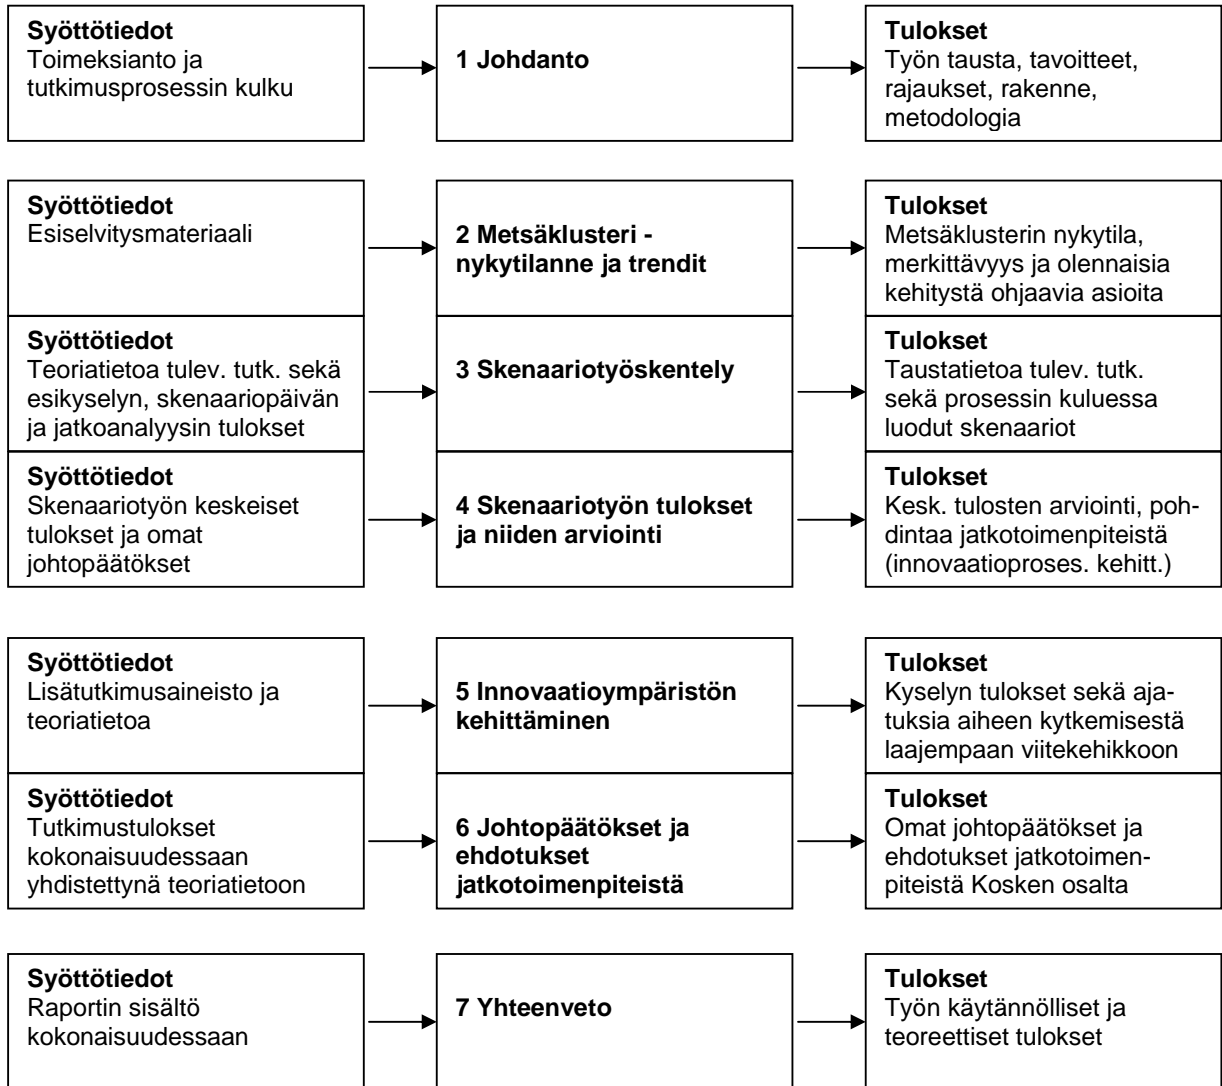 Syöttötiedot
Toimeksianto ja
tutkimusprosessin kulku
1 Johdanto
Tulokset
Työn tausta, tavoitteet,
rajaukset, rakenne,
metodologia
Syöttötiedot
Esiselvitysmateriaali
2 Metsäklusteri -
nykytilanne ja trendit
Tulokset
Metsäklusterin nykytila,
merkittävyys ja olennaisia
kehitystä ohjaavia asioita
Syöttötiedot
Teoriatietoa tulev. tutk. sekä
esikyselyn, skenaariopäivän
ja jatkoanalyysin tulokset
3 Skenaariotyöskentely
Tulokset
Taustatietoa tulev. tutk.
sekä prosessin kuluessa
luodut skenaariot
Syöttötiedot
Skenaariotyön keskeiset
tulokset ja omat
johtopäätökset
4 Skenaariotyön tulokset
ja niiden arviointi
Tulokset
Kesk. tulosten arviointi, poh-
dintaa jatkotoimenpiteistä
(innovaatioproses. kehitt.)
Syöttötiedot
Lisätutkimusaineisto ja
teoriatietoa
5 Innovaatioympäristön
kehittäminen
Tulokset
Kyselyn tulokset sekä aja-
tuksia aiheen kytkemisestä
laajempaan viitekehikkoon
Syöttötiedot
Tutkimustulokset
kokonaisuudessaan
yhdistettynä teoriatietoon
6 Johtopäätökset ja
ehdotukset
jatkotoimenpiteistä
Tulokset
Omat johtopäätökset ja
ehdotukset jatkotoimen-
piteistä Kosken osalta
Syöttötiedot
Raportin sisältö
kokonaisuudessaan
7 Yhteenveto
Tulokset
Työn käytännölliset ja
teoreettiset tulokset